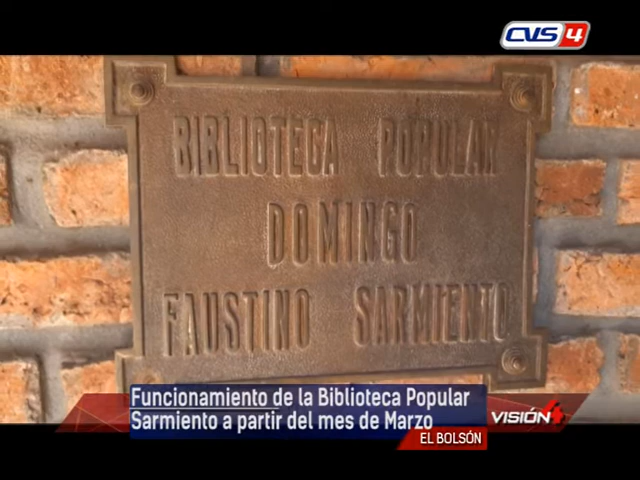 CVS 4
BIBLIOTECA POPULAR
DOMINGO
FAUSTINO SARMIENTO
Funcionamiento de la Biblioteca Popular
Sarmiento a partir del mes de Marzo
EL BOLSÓN
VISIÓN 4